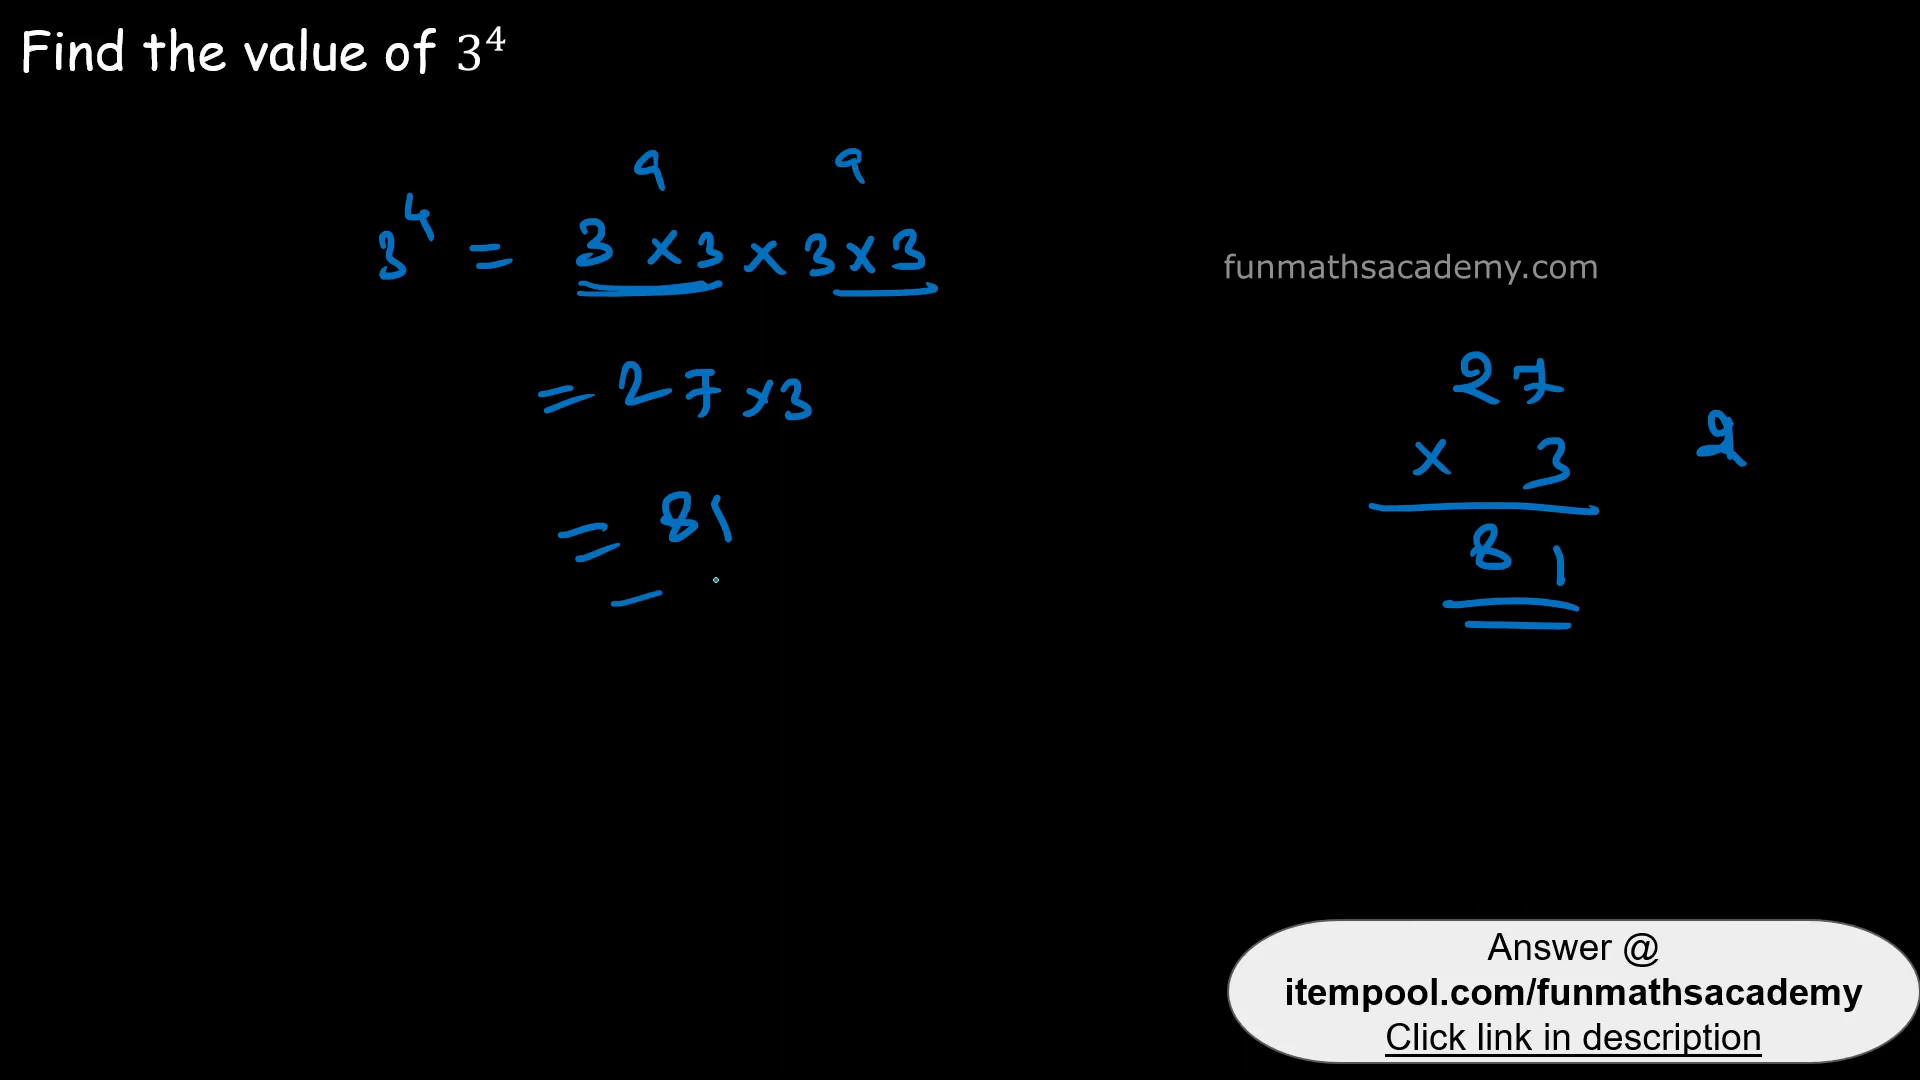 Find the value of 3⁴
9 9
3⁴ = 3 × 3 × 3 × 3
funmathsacademy.com
= 27 × 3
= 81
27
× 3
2
81
Answer @
itempool.com/funmathsacademy
Click link in description